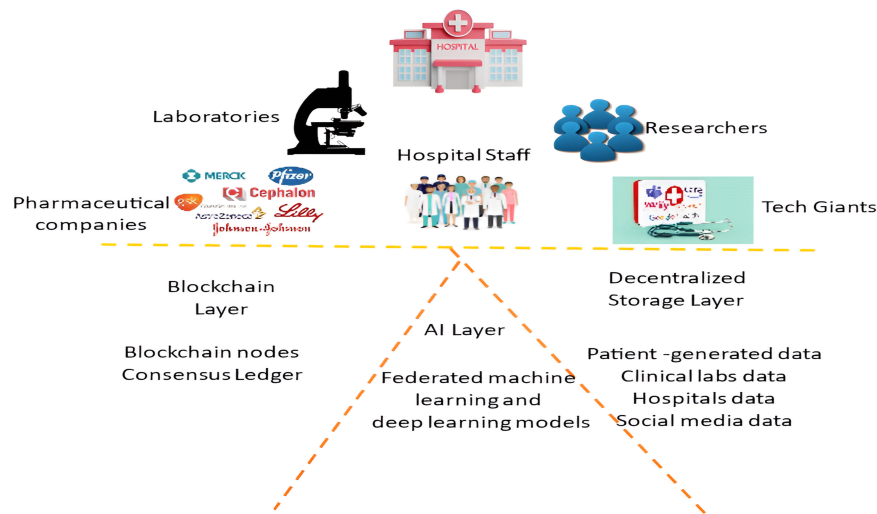 HOSPITAL
Laboratories
Researchers
Hospital Staff
MERCK
Pfizer
gsk
Cephalon
AstraZeneca
Lilly
Johnson & Johnson
Pharmaceutical
companies
Tech Giants
Blockchain
Layer
Decentralized
Storage Layer
AI Layer
Blockchain nodes
Consensus Ledger
Federated machine
learning and
deep learning models
Patient -generated data
Clinical labs data
Hospitals data
Social media data